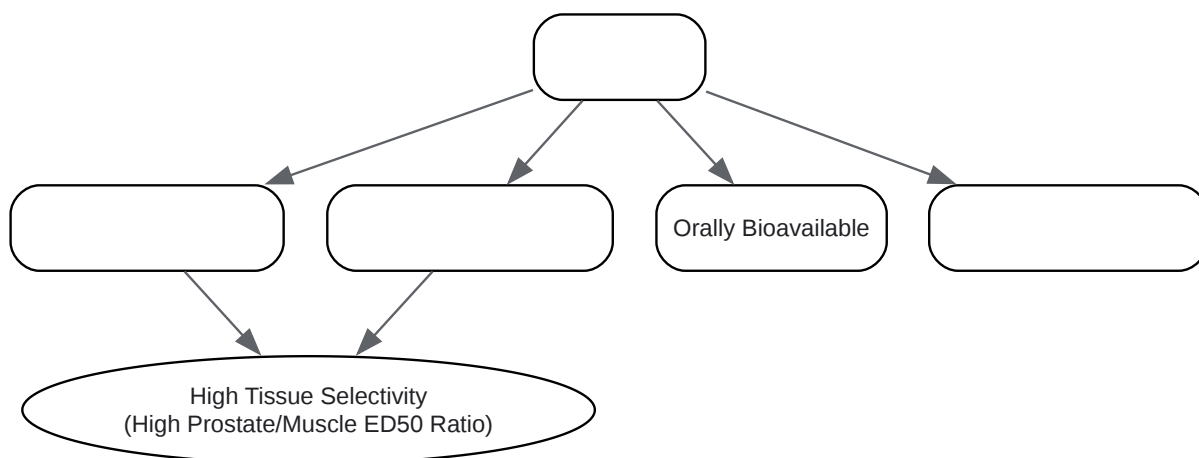 Orally Bioavailable
High Tissue Selectivity
(High Prostate/Muscle ED50 Ratio)